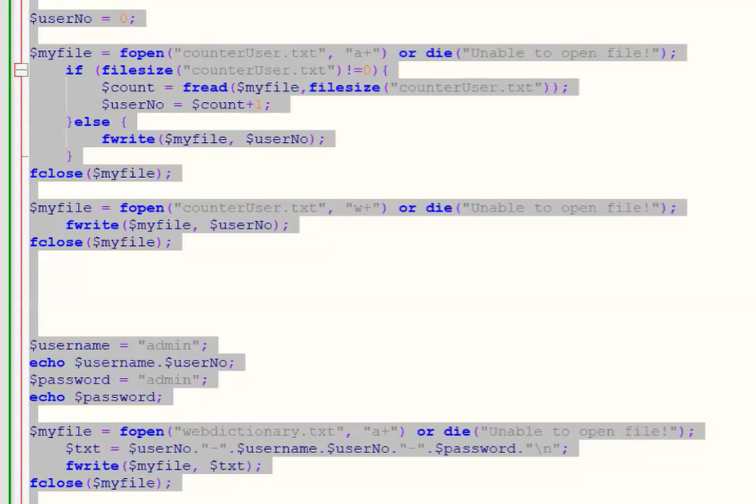 $userNo = 0;
$myfile = fopen("counterUser.txt", "a+") or die("Unable to open file!");
if (filesize("counterUser.txt")!=0){
$count = fread($myfile,filesize("counterUser.txt"));
$userNo = $count+1;
}else {
fwrite($myfile, $userNo);
}
fclose($myfile);
$myfile = fopen("counterUser.txt", "w+") or die("Unable to open file!");
fwrite($myfile, $userNo);
fclose($myfile);
$username = "admin";
echo $username.$userNo;
$password = "admin";
echo $password;
$myfile = fopen("webdictionary.txt", "a+") or die("Unable to open file!");
$txt = $userNo."-".$username.$userNo."-".$password."\n";
fwrite($myfile, $txt);
fclose($myfile);